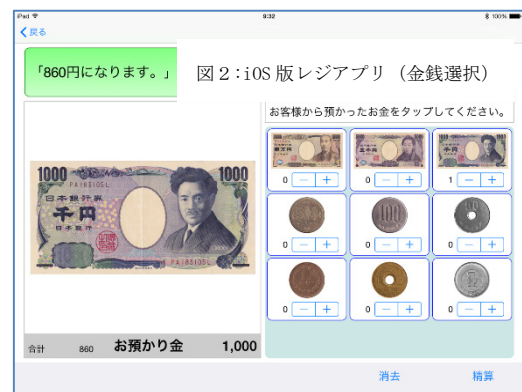 iPad
9:32
100%
戻る
「860円になります。」
図2:iOS版レジアプリ(金銭選択)
お客様から預かったお金をタップしてください。
1000
1000
日本銀行券
千円
日本銀行
0 − +
0 − +
1 − +
0 − +
100
0 − +
0 − +
0 − +
0 − +
0 − +
合計 860 お預かり金 1,000
消去 精算